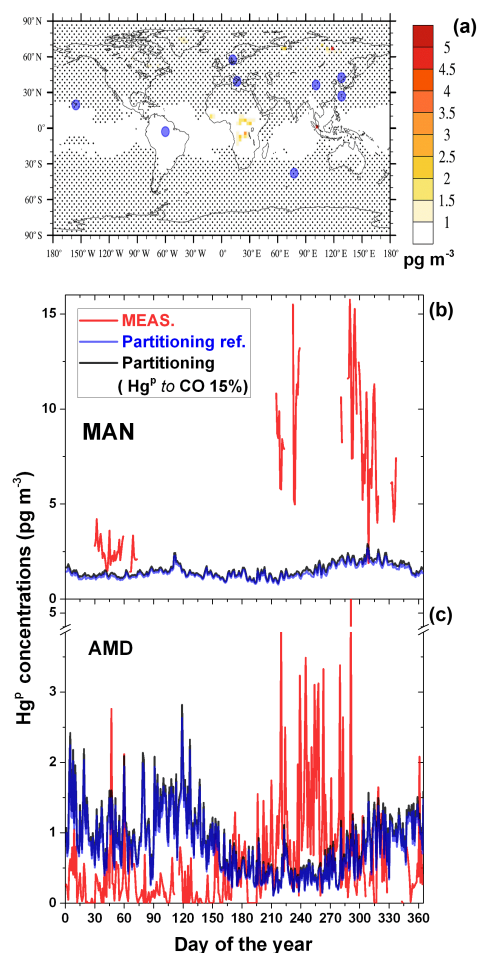 (a)
90° N
60° N
30° N
0°
30° S
60° S
90° S
180° 150° W 120° W 90° W 60° W 30° W 0° 30° E 60° E 90° E 120° E 150° E 180°
5
4.5
4
3.5
3
2.5
2
1.5
1
pg m⁻³
(b)
MEAS.
Partitioning ref.
Partitioning
( Hgᵖ to CO 15%)
MAN
15
10
5
0
Hgᵖ concentrations (pg m⁻³)
(c)
AMD
5
3
2
1
0
0 30 60 90 120 150 180 210 240 270 300 330 365
Day of the year